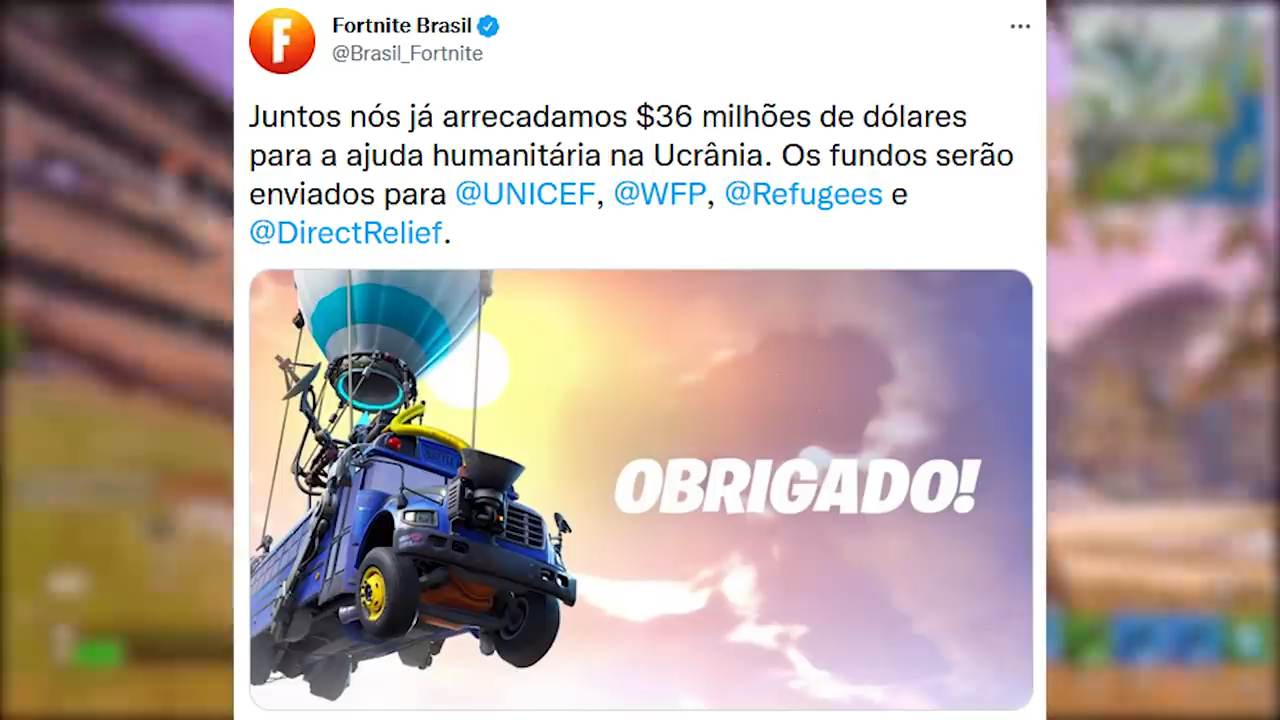 Fortnite Brasil
@Brasil_Fortnite
Juntos nós já arrecadamos $36 milhões de dólares
para a ajuda humanitária na Ucrânia. Os fundos serão
enviados para @UNICEF, @WFP, @Refugees e
@DirectRelief.
OBRIGADO!